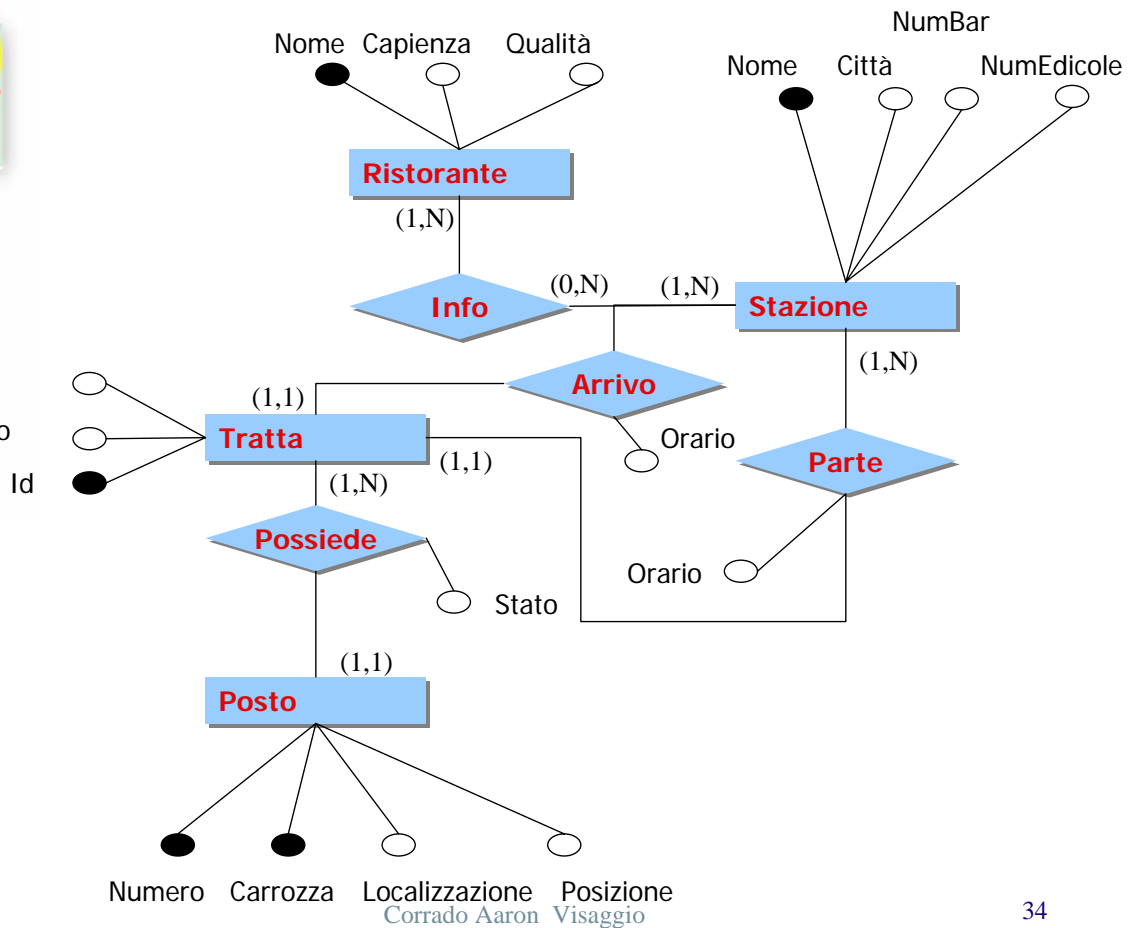 NumBar
Nome Capienza Qualità
Nome Città NumEdicole
Ristorante
(1,N)
Info
(0,N)
(1,N)
Stazione
(1,N)
Arrivo
Orario
(1,1)
Tratta
(1,1)
(1,N)
Id
Parte
Possiede
Orario
Stato
(1,1)
Posto
Numero Carrozza Localizzazione Posizione
Corrado Aaron Visaggio
34